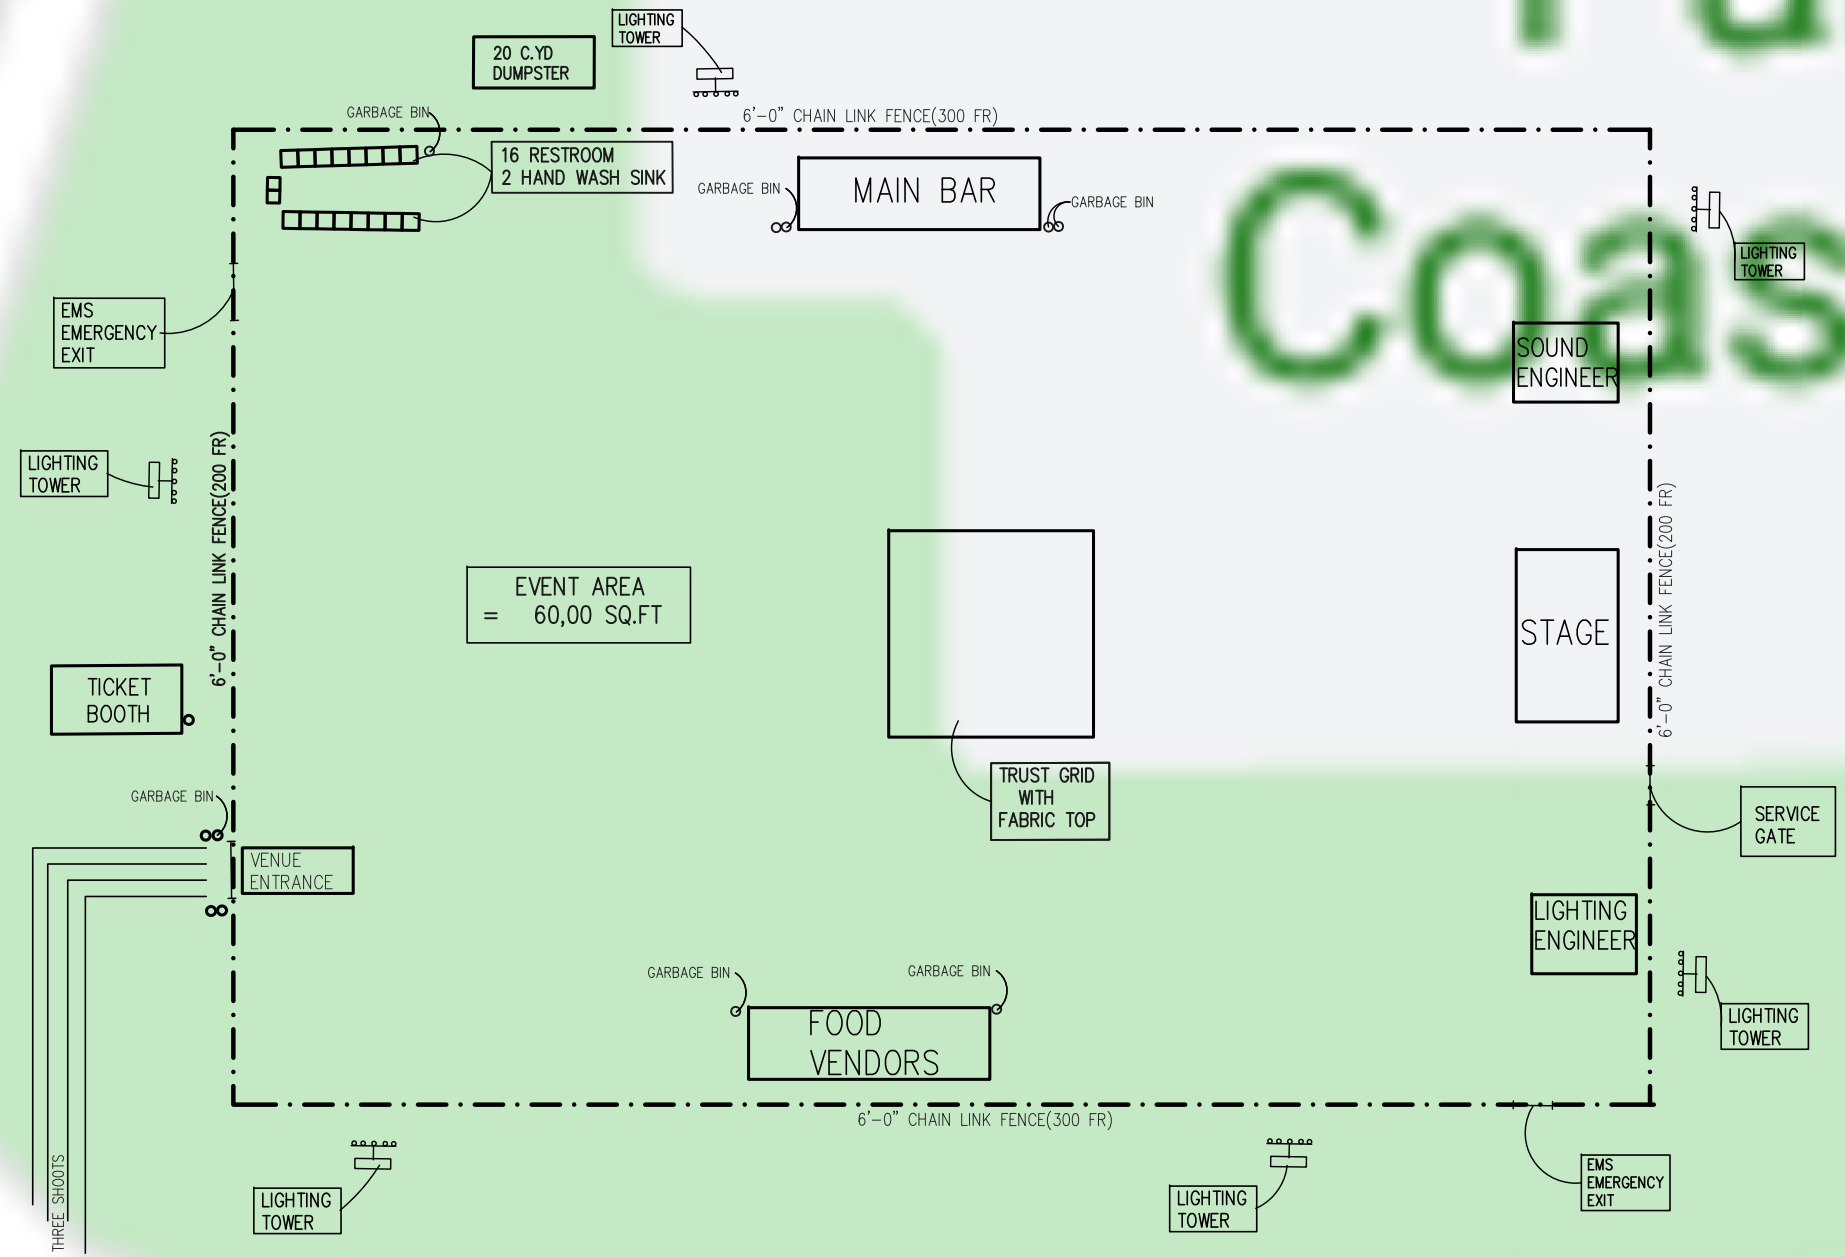 LIGHTING
TOWER
20 C.YD
DUMPSTER
GARBAGE BIN
6'-0" CHAIN LINK FENCE(300 FR)
16 RESTROOM
2 HAND WASH SINK
GARBAGE BIN
MAIN BAR
GARBAGE BIN
Coas
LIGHTING
TOWER
EMS
EMERGENCY
EXIT
SOUND
ENGINEER
LIGHTING
TOWER
6'-0" CHAIN LINK FENCE(200 FR)
6'-0" CHAIN LINK FENCE(200 FR)
EVENT AREA
= 60,00 SQ.FT
STAGE
TICKET
BOOTH
TRUST GRID
WITH
FABRIC TOP
GARBAGE BIN
SERVICE
GATE
VENUE
ENTRANCE
LIGHTING
ENGINEER
GARBAGE BIN
GARBAGE BIN
FOOD
VENDORS
LIGHTING
TOWER
6'-0" CHAIN LINK FENCE(300 FR)
THREE SHOOTS
LIGHTING
TOWER
LIGHTING
TOWER
EMS
EMERGENCY
EXIT